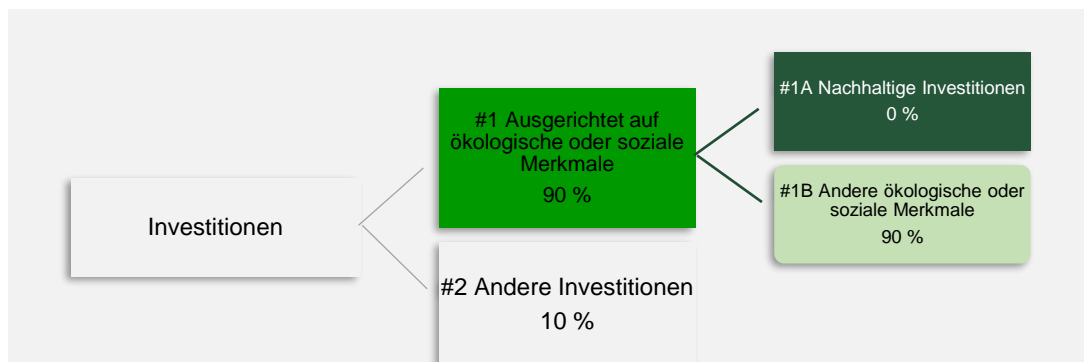 Investitionen
#1 Ausgerichtet auf
ökologische oder soziale
Merkmale
90 %
#2 Andere Investitionen
10 %
#1A Nachhaltige Investitionen
0 %
#1B Andere ökologische oder
soziale Merkmale
90 %